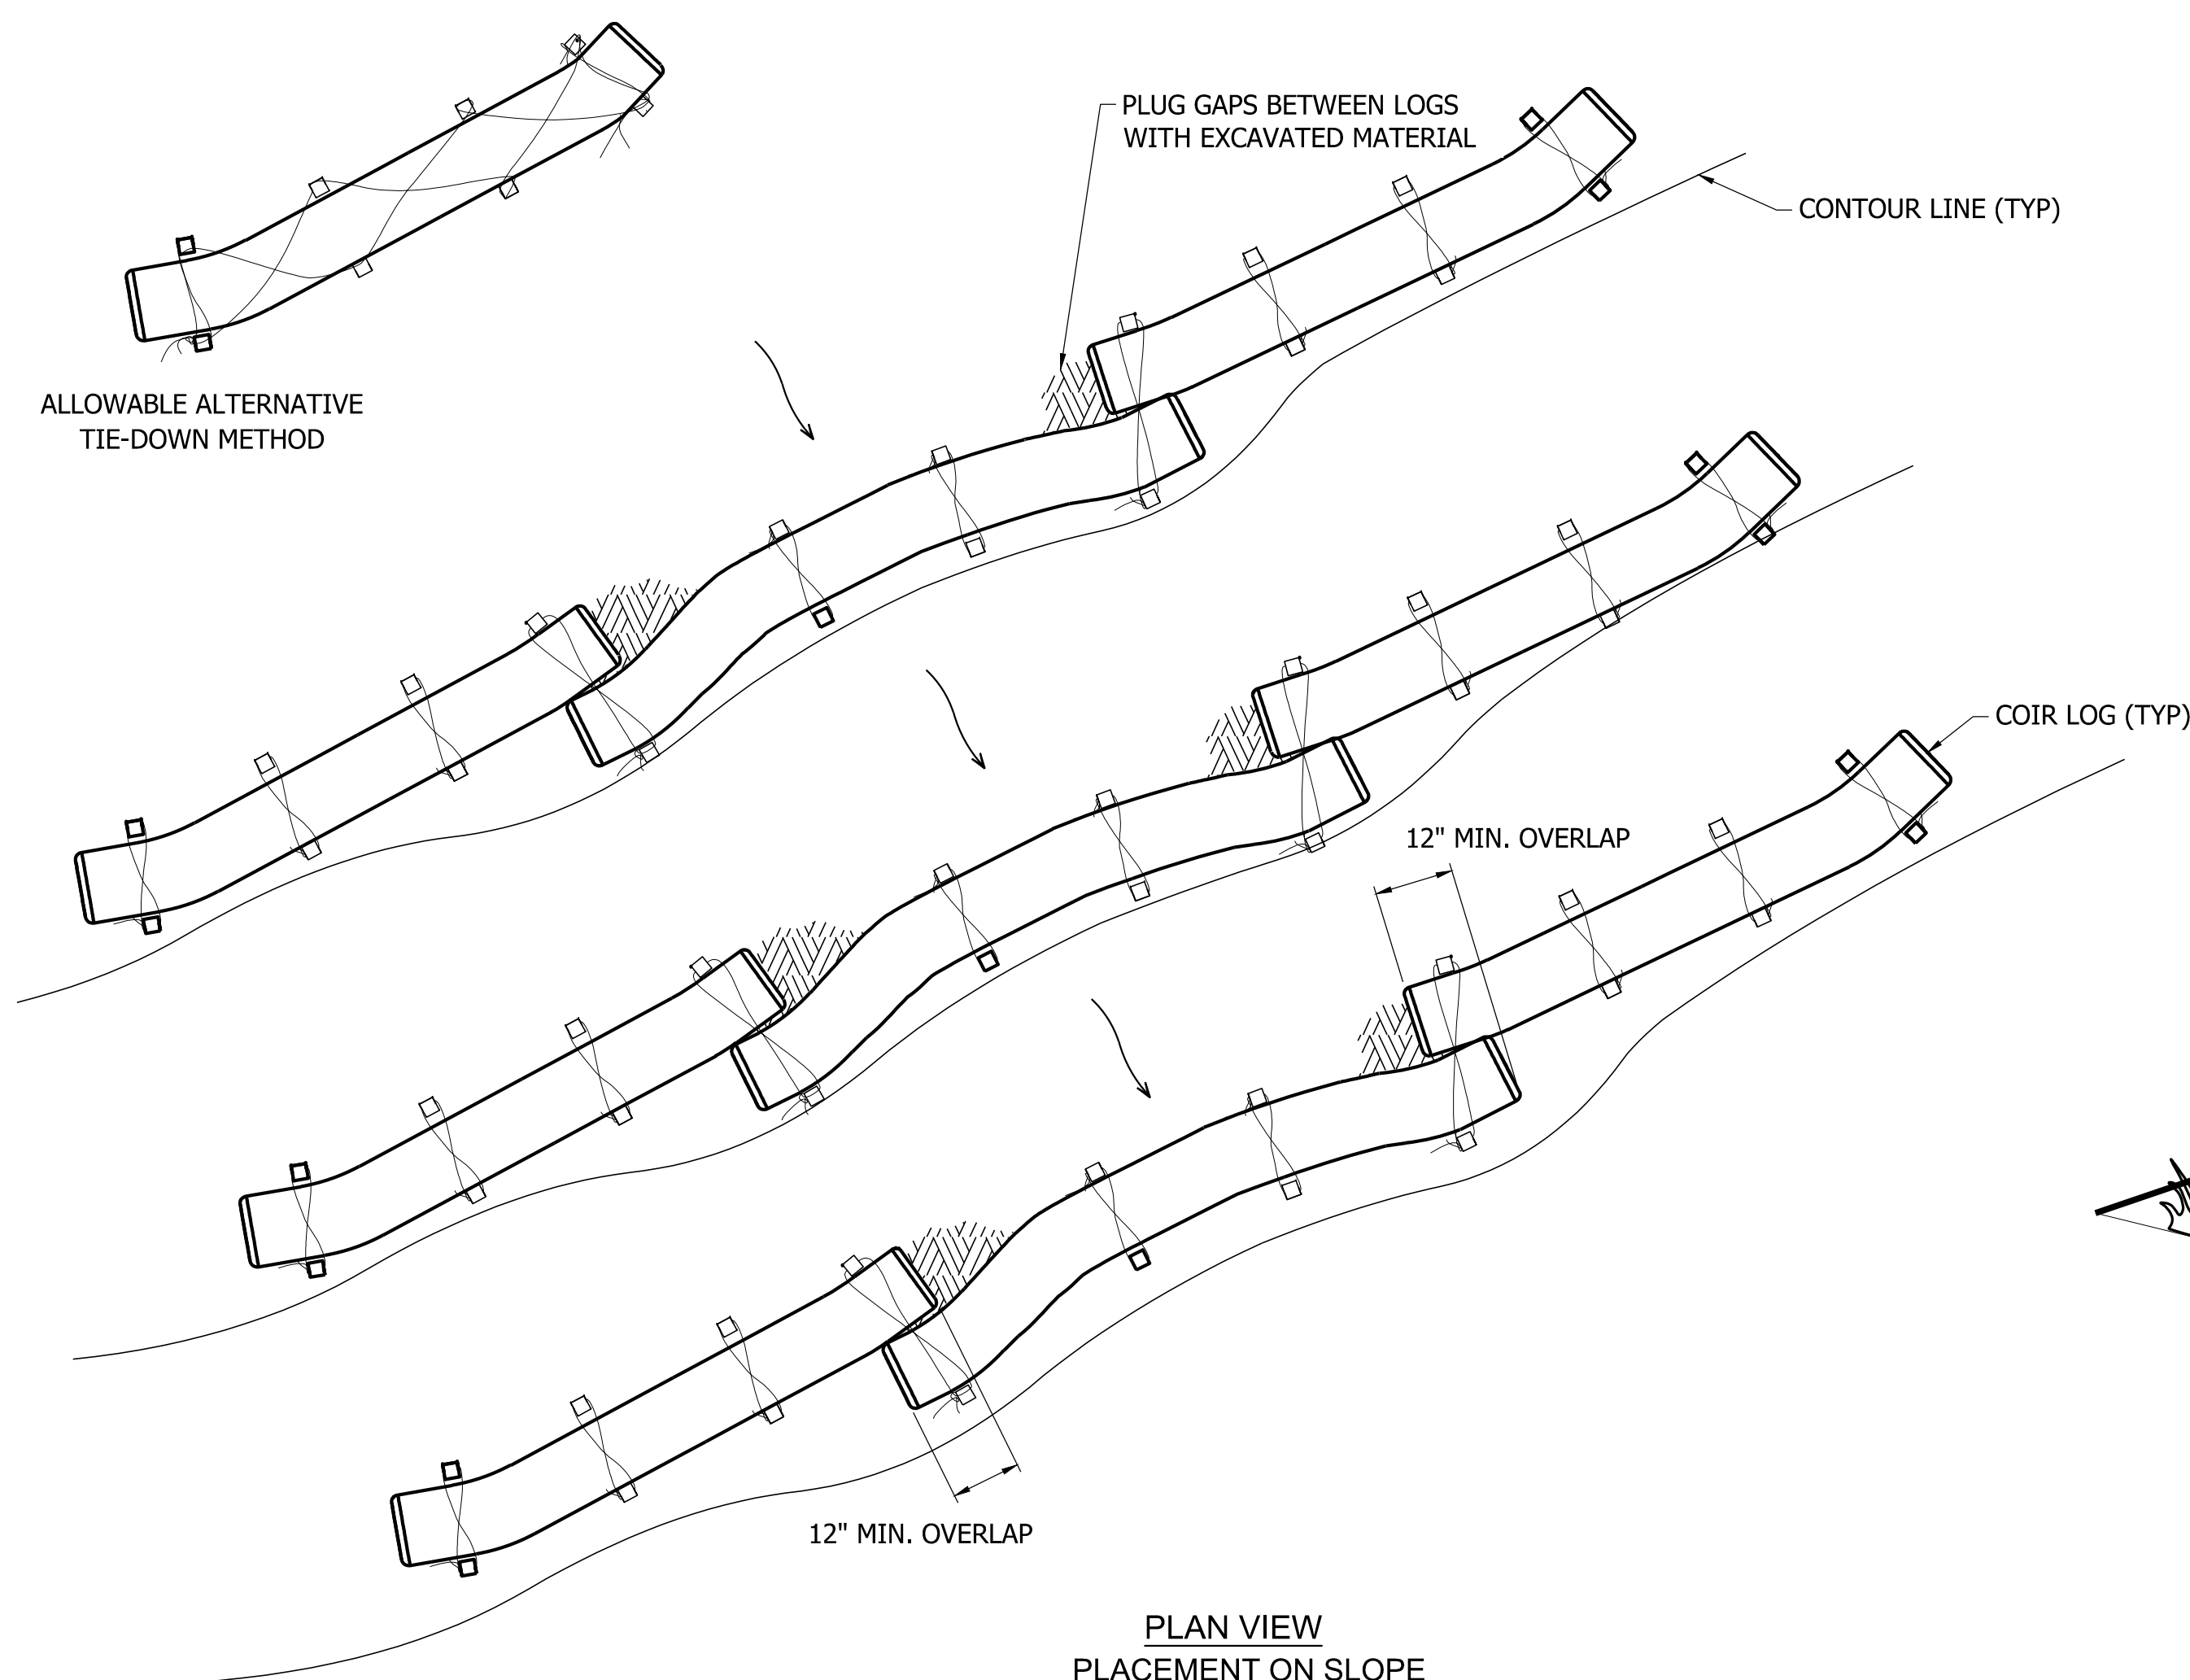 PLUG GAPS BETWEEN LOGS
WITH EXCAVATED MATERIAL
CONTOUR LINE (TYP)
ALLOWABLE ALTERNATIVE
TIE-DOWN METHOD
COIR LOG (TYP)
12" MIN. OVERLAP
12" MIN. OVERLAP
PLAN VIEW
PLACEMENT ON SLOPE